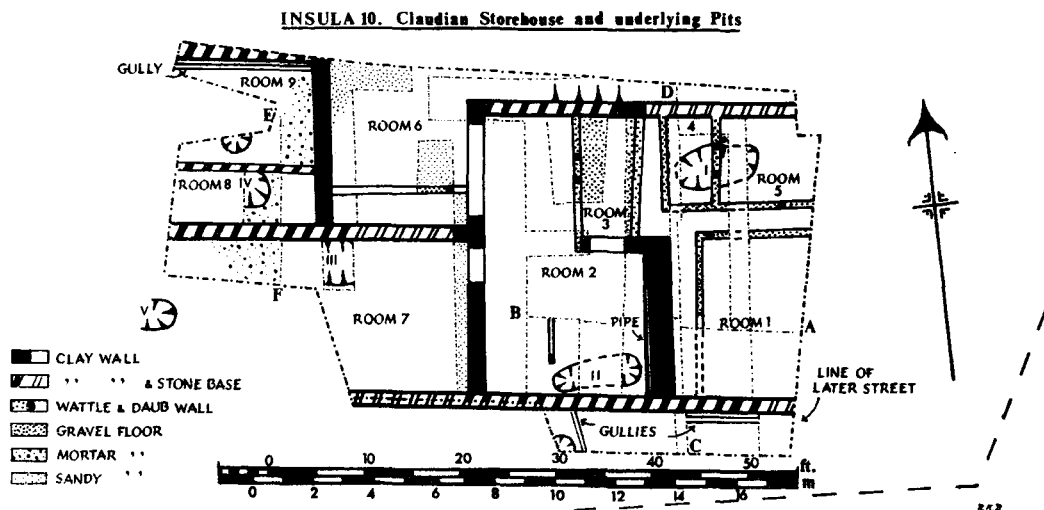 INSULA 10. Claudian Storehouse and underlying Pits
GULLY
ROOM 9
E
ROOM 6
D
4
I
ROOM 5
ROOM 8
IV
ROOM 3
III
ROOM 2
F
V
ROOM 7
B
PIPE
ROOM 1
A
II
LINE OF
LATER STREET
GULLIES
C
CLAY WALL
,, ,, & STONE BASE
WATTLE & DAUB WALL
GRAVEL FLOOR
MORTAR ,,
SANDY ,,
0 10 20 30 40 50 ft.
0 2 4 6 8 10 12 14 16 m